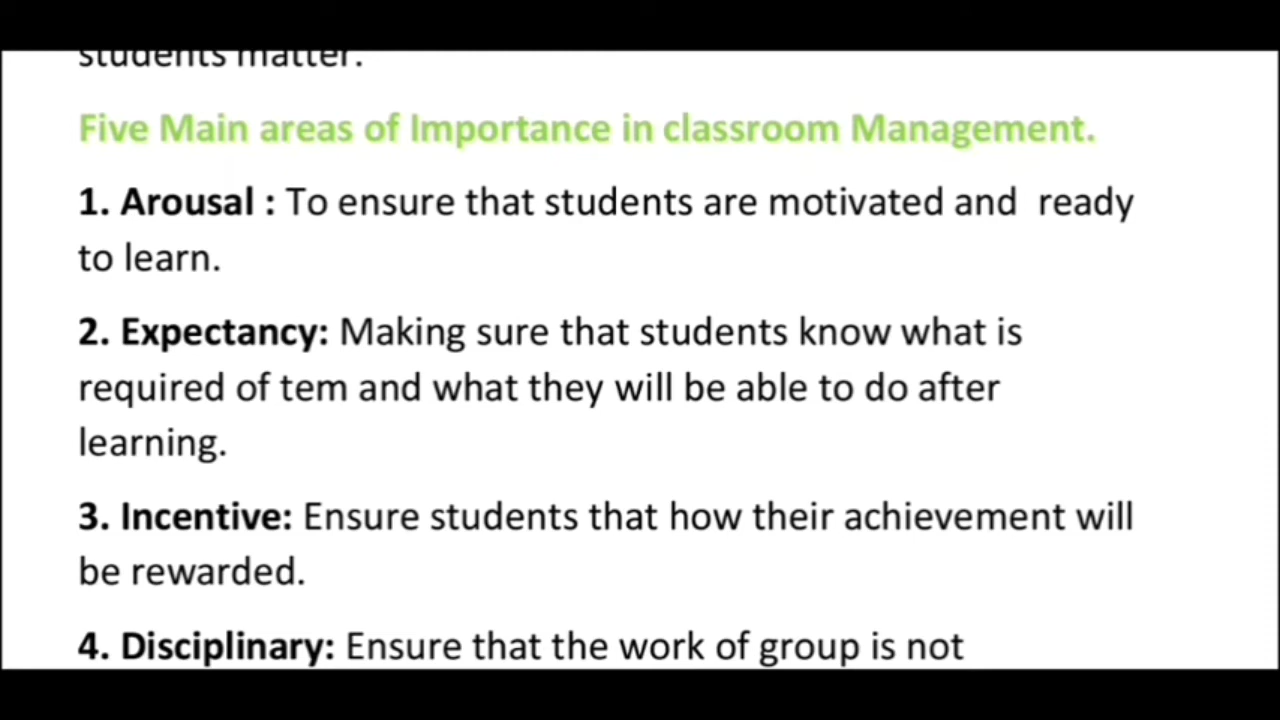 students matter.
Five Main areas of Importance in classroom Management.
1. Arousal : To ensure that students are motivated and  ready
to learn.
2. Expectancy: Making sure that students know what is
required of tem and what they will be able to do after
learning.
3. Incentive: Ensure students that how their achievement will
be rewarded.
4. Disciplinary: Ensure that the work of group is not